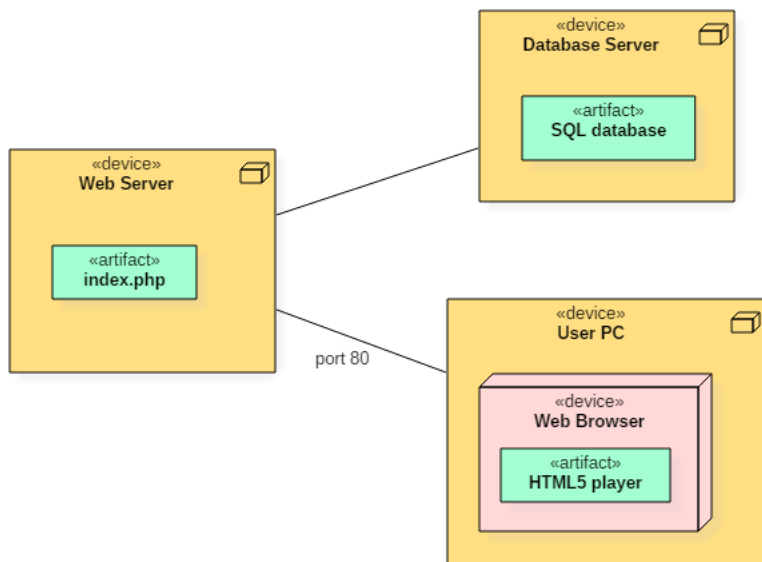 «device»
Database Server
«artifact»
SQL database
«device»
Web Server
«artifact»
index.php
port 80
«device»
User PC
«device»
Web Browser
«artifact»
HTML5 player